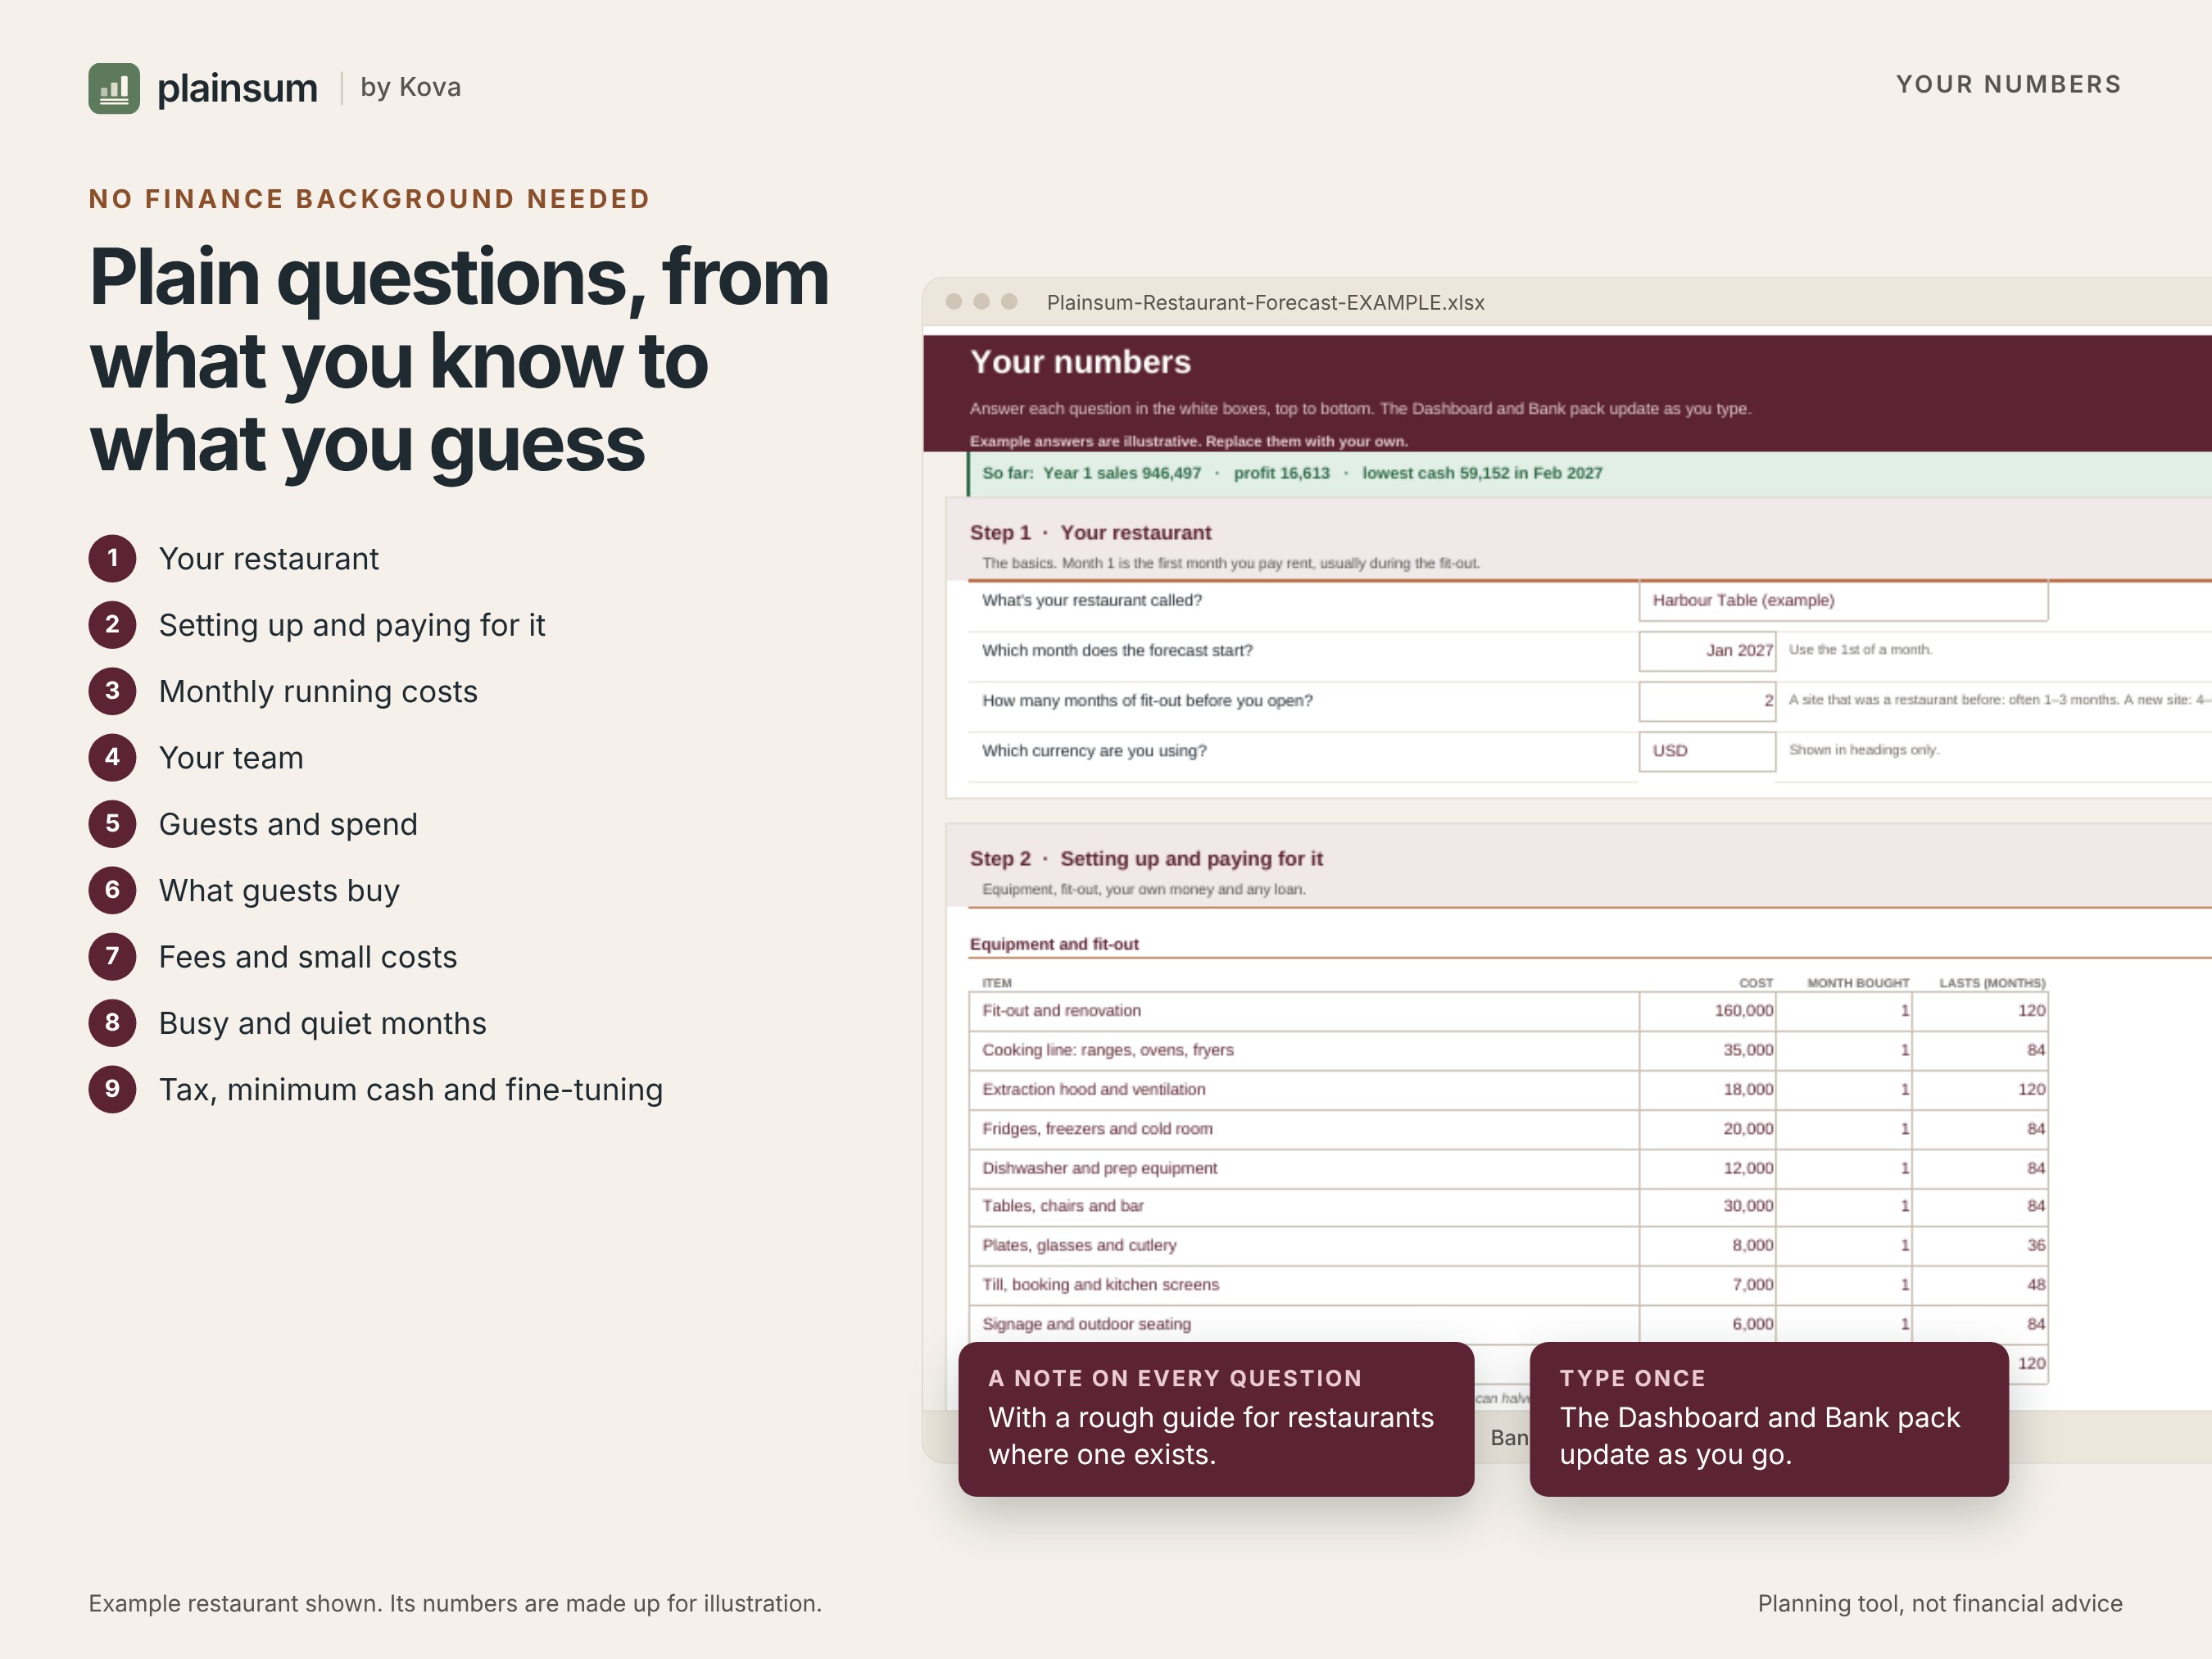 plainsum | by Kova
YOUR NUMBERS
NO FINANCE BACKGROUND NEEDED
Plain questions, from
what you know to
what you guess
1 Your restaurant
2 Setting up and paying for it
3 Monthly running costs
4 Your team
5 Guests and spend
6 What guests buy
7 Fees and small costs
8 Busy and quiet months
9 Tax, minimum cash and fine-tuning
Plainsum-Restaurant-Forecast-EXAMPLE.xlsx
Your numbers
Answer each question in the white boxes, top to bottom. The Dashboard and Bank pack update as you type.
Example answers are illustrative. Replace them with your own.
So far: Year 1 sales 946,497 · profit 16,613 · lowest cash 59,152 in Feb 2027
Step 1 · Your restaurant
The basics. Month 1 is the first month you pay rent, usually during the fit-out.
What's your restaurant called? Harbour Table (example)
Which month does the forecast start? Jan 2027 Use the 1st of a month.
How many months of fit-out before you open? 2 A site that was a restaurant before: often 1–3 months. A new site: 4–
Which currency are you using? USD Shown in headings only.
Step 2 · Setting up and paying for it
Equipment, fit-out, your own money and any loan.
Equipment and fit-out
ITEM COST MONTH BOUGHT LASTS (MONTHS)
Fit-out and renovation 160,000 1 120
Cooking line: ranges, ovens, fryers 35,000 1 84
Extraction hood and ventilation 18,000 1 120
Fridges, freezers and cold room 20,000 1 84
Dishwasher and prep equipment 12,000 1 84
Tables, chairs and bar 30,000 1 84
Plates, glasses and cutlery 8,000 1 36
Till, booking and kitchen screens 7,000 1 48
Signage and outdoor seating 6,000 1 84
120
can halv
Ban
A NOTE ON EVERY QUESTION
With a rough guide for restaurants
where one exists.
TYPE ONCE
The Dashboard and Bank pack
update as you go.
Example restaurant shown. Its numbers are made up for illustration.
Planning tool, not financial advice